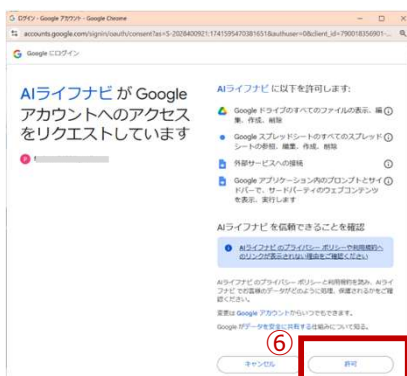 ログイン - Google アカウント - Google Chrome
accounts.google.com/signin/oauth/consent?as=S-2028400921:1741595470381651&authuser=0&client_id=790018356901-...
Google にログイン
AIライフナビ が Google
アカウントへのアクセス
をリクエストしています
AIライフナビ に以下を許可します:
Google ドライブのすべてのファイルの表示、編
集、作成、削除
Google スプレッドシートのすべてのスプレッド
シートの参照、編集、作成、削除
外部サービスへの接続
Google アプリケーション内のプロンプトとサイ
ドバーで、サードパーティのウェブコンテンツ
を表示、実行します
AIライフナビ を信頼できることを確認
AIライフナビ のプライバシー ポリシーや利用規約へ
のリンクが表示されない理由をご確認ください
AIライフナビ のプライバシー ポリシーと利用規約を読み、AIライ
フナビ でのお客様のデータがどのように処理、保護されるかをご確
認ください。
変更は Google アカウントからいつでもできます。
Google がデータを安全に共有する仕組みについて知る。
⑥
キャンセル
許可